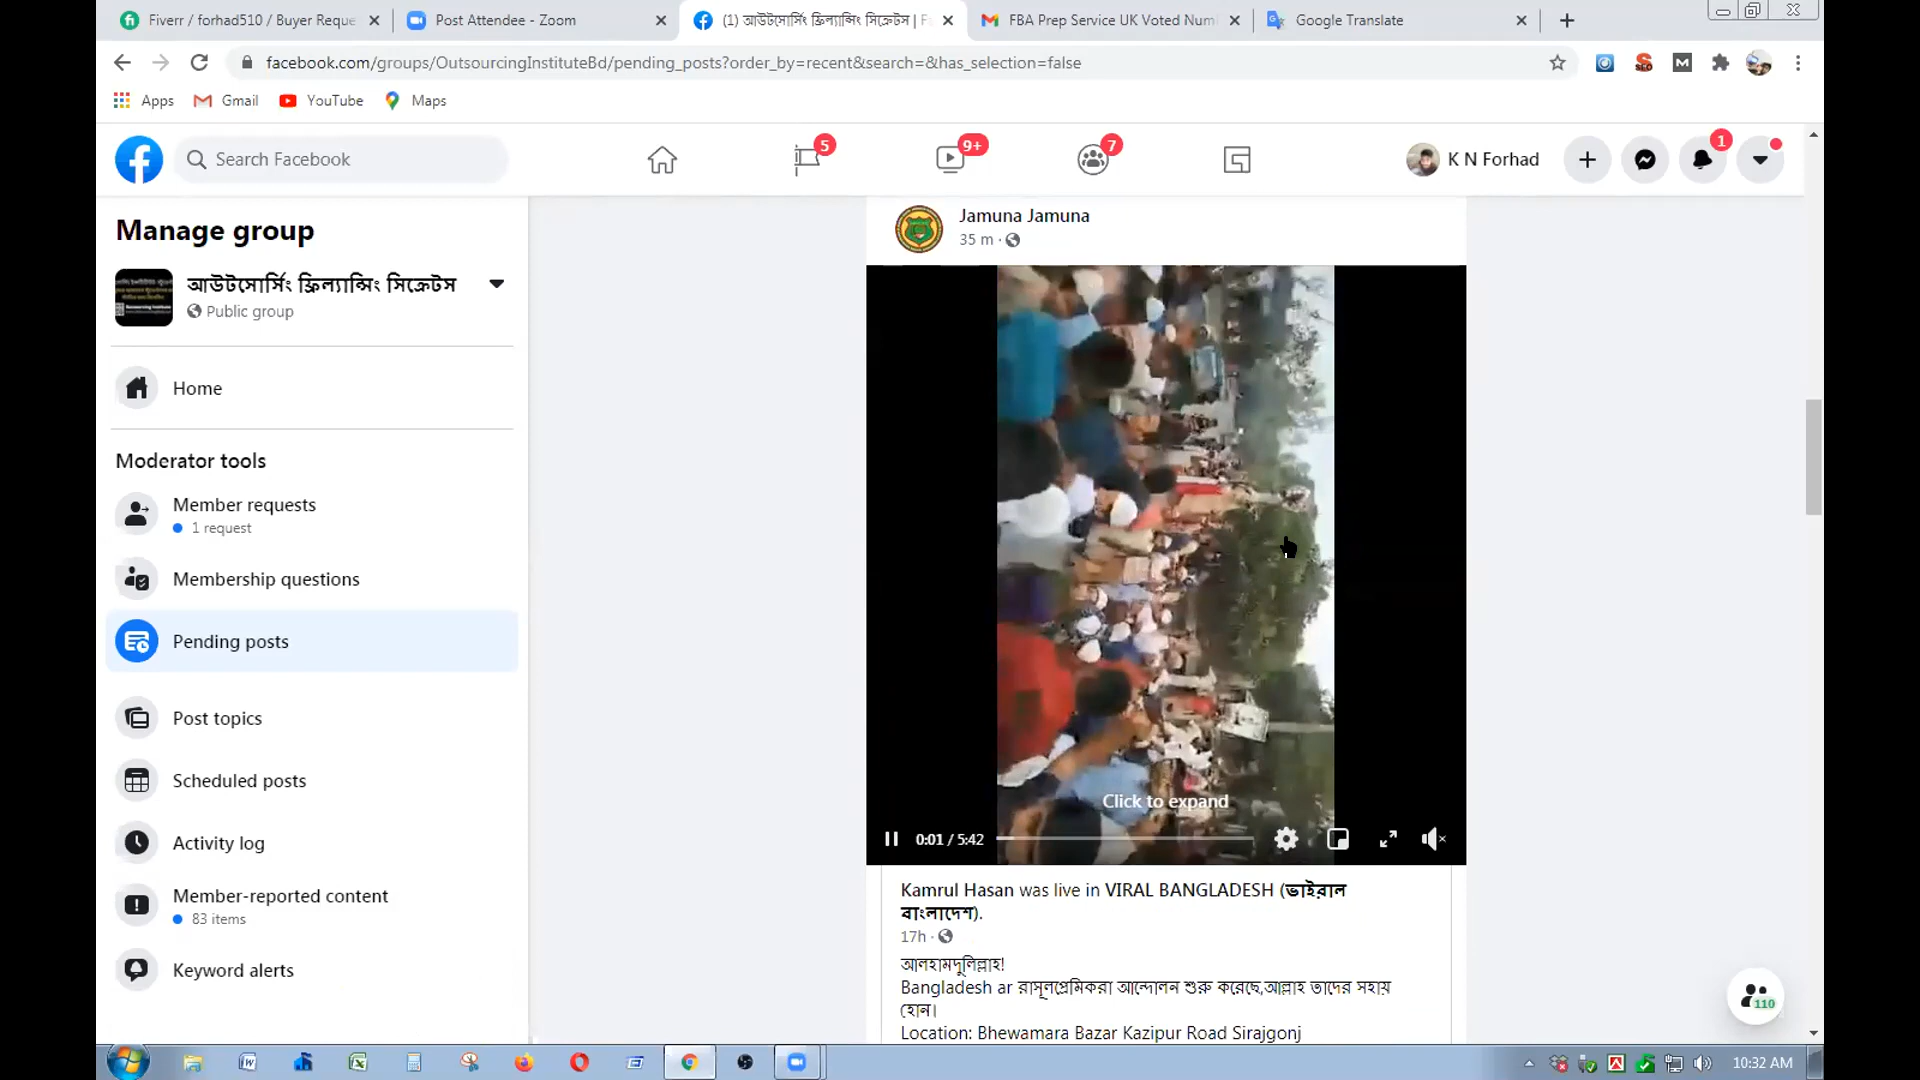 Fiverr / forhad510 / Buyer Reque
Post Attendee - Zoom
(1) আউটসোর্সিং ফ্রিল্যান্সিং সিক্রেটস | F
FBA Prep Service UK Voted Num
Google Translate
facebook.com/groups/OutsourcingInstituteBd/pending_posts?order_by=recent&search=&has_selection=false
Apps
Gmail
YouTube
Maps
Search Facebook
5
9+
7
K N Forhad
1
Manage group
আউটসোর্সিং ফ্রিল্যান্সিং সিক্রেটস
Public group
Home
Moderator tools
Member requests
1 request
Membership questions
Pending posts
Post topics
Scheduled posts
Activity log
Member-reported content
83 items
Keyword alerts
Jamuna Jamuna
35 m ·
Click to expand
0:01 / 5:42
Kamrul Hasan was live in VIRAL BANGLADESH (ভাইরাল
বাংলাদেশ).
17h ·
আলহামদুলিল্লাহ!
Bangladesh ar রাসূলপ্রেমিকরা আন্দোলন শুরু করেছে,আল্লাহ তাদের সহায়
হোন।
Location: Bhewamara Bazar Kazipur Road Sirajgonj
110
10:32 AM